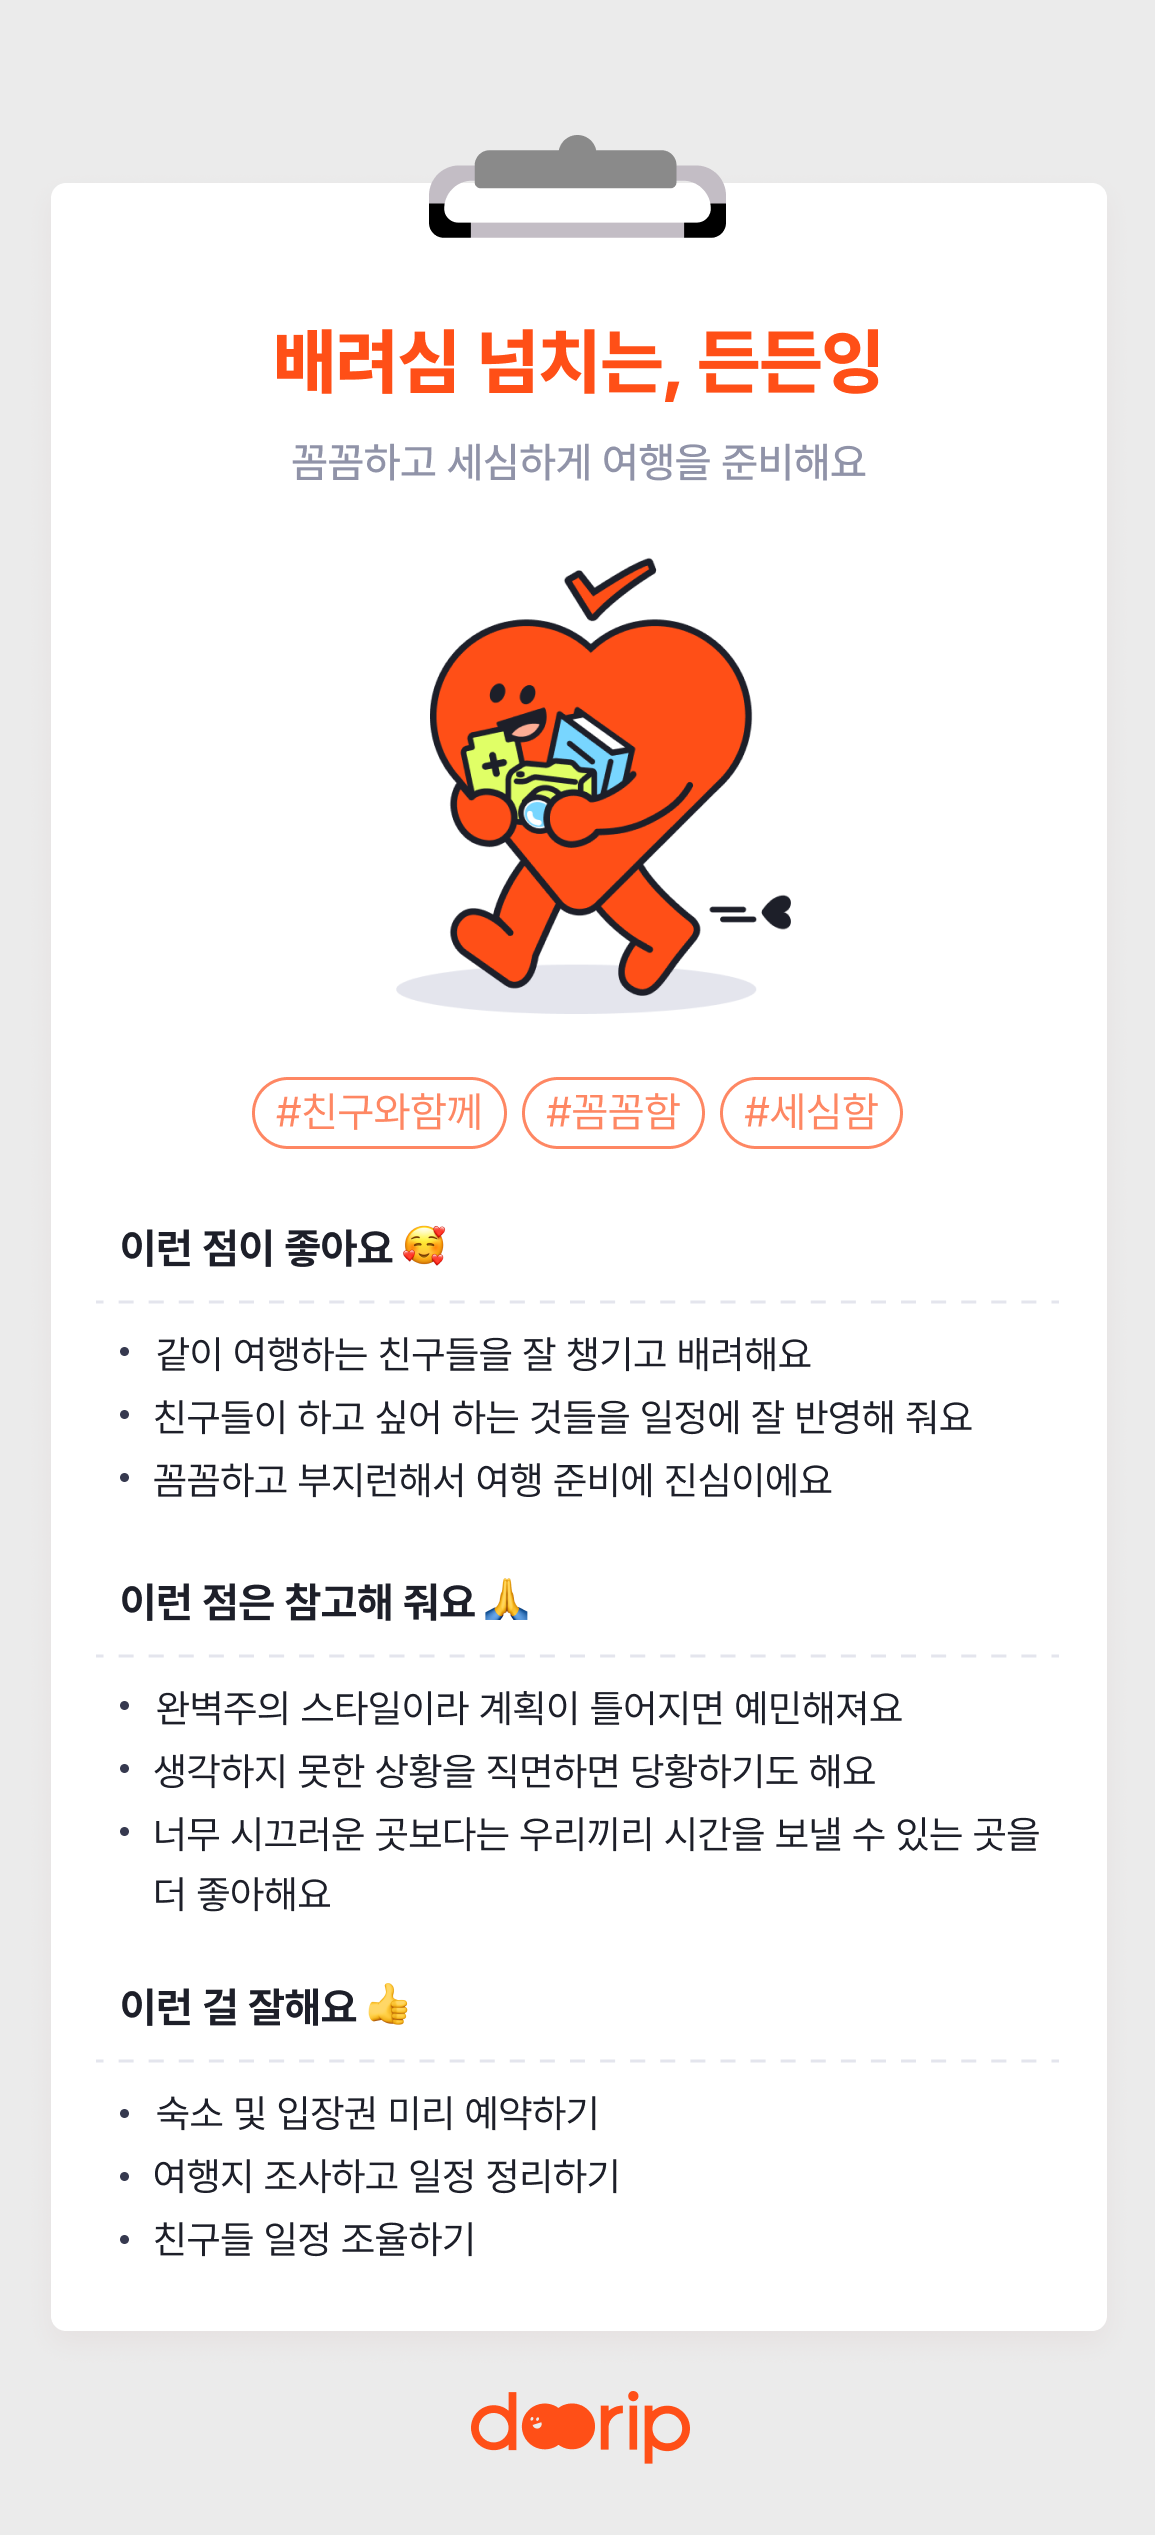 배려심 넘치는, 든든잉
꼼꼼하고 세심하게 여행을 준비해요
#친구와함께 #꼼꼼함 #세심함
이런 점이 좋아요 🥰
• 같이 여행하는 친구들을 잘 챙기고 배려해요
• 친구들이 하고 싶어 하는 것들을 일정에 잘 반영해 줘요
• 꼼꼼하고 부지런해서 여행 준비에 진심이에요
이런 점은 참고해 줘요 🙏
• 완벽주의 스타일이라 계획이 틀어지면 예민해져요
• 생각하지 못한 상황을 직면하면 당황하기도 해요
• 너무 시끄러운 곳보다는 우리끼리 시간을 보낼 수 있는 곳을
더 좋아해요
이런 걸 잘해요 👍
• 숙소 및 입장권 미리 예약하기
• 여행지 조사하고 일정 정리하기
• 친구들 일정 조율하기
doorip